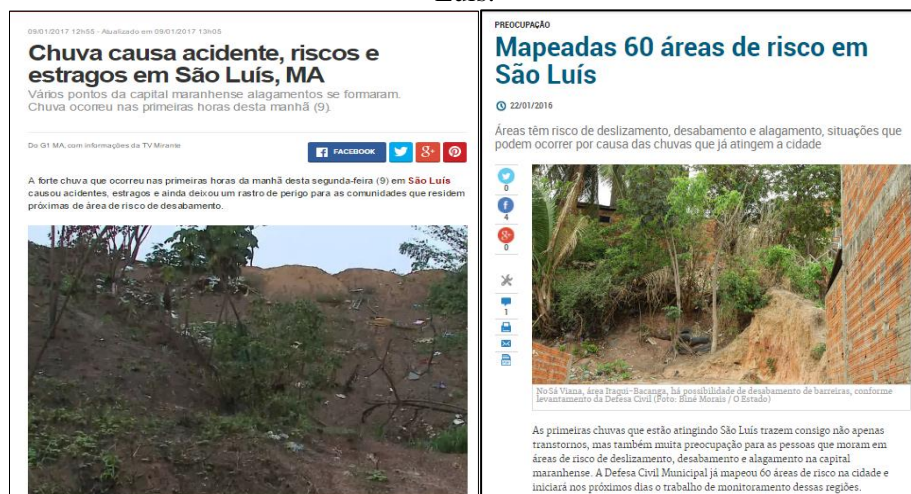 Luís.
09/01/2017 12h55 - Atualizado em 09/01/2017 13h05
Chuva causa acidente, riscos e
estragos em São Luís, MA
Vários pontos da capital maranhense alagamentos se formaram.
Chuva ocorreu nas primeiras horas desta manhã (9).
Do G1 MA, com informações da TV Mirante
FACEBOOK
A forte chuva que ocorreu nas primeiras horas da manhã desta segunda-feira (9) em São Luís
causou acidentes, estragos e ainda deixou um rastro de perigo para as comunidades que residem
próximas de área de risco de desabamento.
PREOCUPAÇÃO
Mapeadas 60 áreas de risco em
São Luís
22/01/2016
Áreas têm risco de deslizamento, desabamento e alagamento, situações que
podem ocorrer por causa das chuvas que já atingem a cidade
0
4
0
1
No Sá Viana, área Itaqui-Bacanga, há possibilidade de desabamento de barreiras, conforme
levantamento da Defesa Civil (Foto: Biné Morais / O Estado)
As primeiras chuvas que estão atingindo São Luís trazem consigo não apenas
transtornos, mas também muita preocupação para as pessoas que moram em
áreas de risco de deslizamento, desabamento e alagamento na capital
maranhense. A Defesa Civil Municipal já mapeou 60 áreas de risco na cidade e
iniciará nos próximos dias o trabalho de monitoramento dessas regiões.